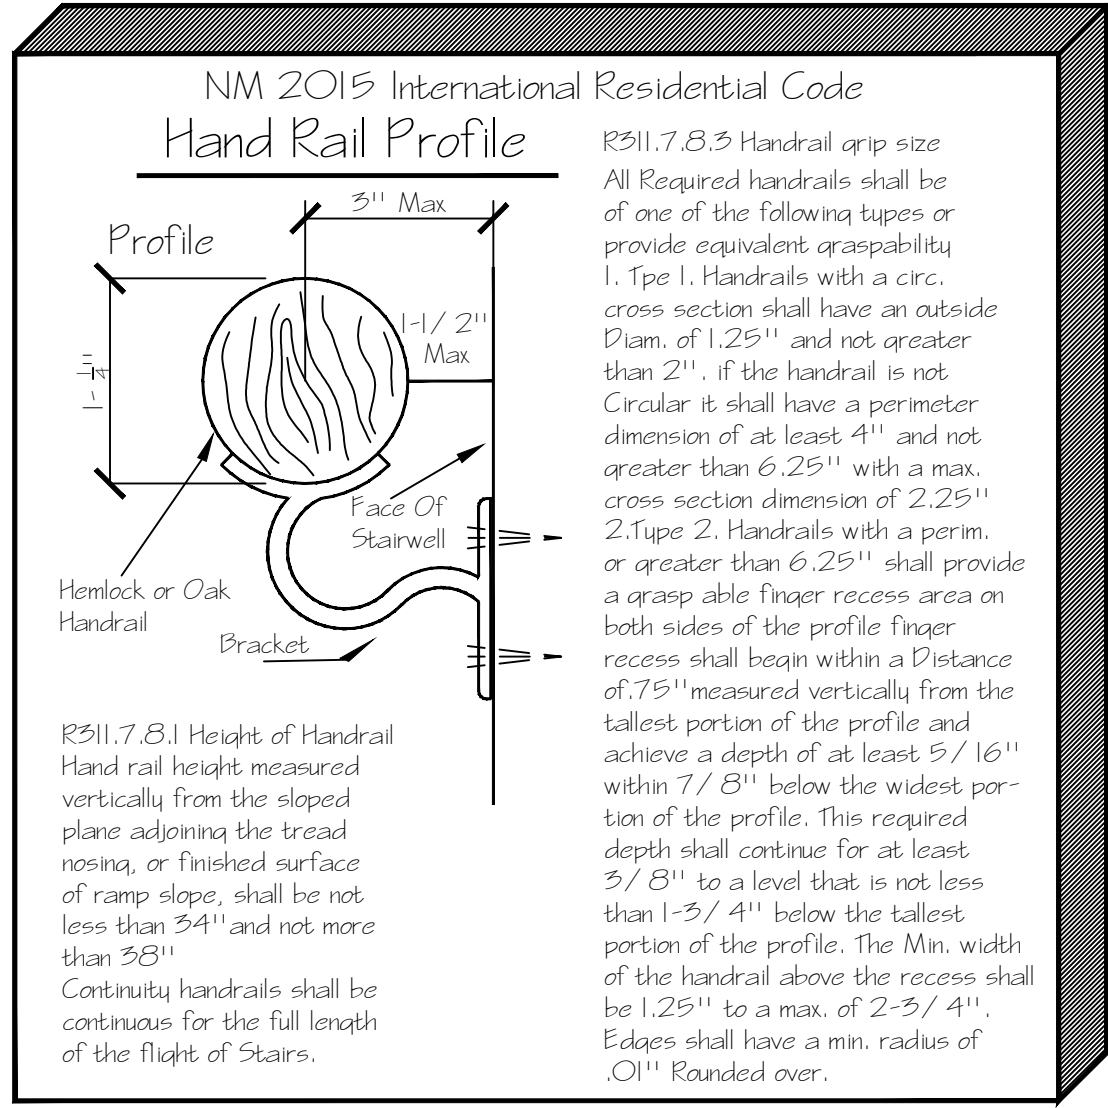 NM 2015 International Residential Code
Hand Rail Profile
3" Max
Profile
1-1/2"
Max
1-3/4"
Face Of
Stairwell
Hemlock or Oak
Handrail
Bracket
R311.7.8.1 Height of Handrail
Hand rail height measured
vertically from the sloped
plane adjoining the tread
nosing, or finished surface
of ramp slope, shall be not
less than 34" and not more
than 38"
Continuity handrails shall be
continuous for the full length
of the flight of Stairs.
R311.7.8.3 Handrail grip size
All Required handrails shall be
of one of the following types or
provide equivalent graspability
1. Tpe 1. Handrails with a circ.
cross section shall have an outside
Diam. of 1.25" and not greater
than 2". if the handrail is not
Circular it shall have a perimeter
dimension of at least 4" and not
greater than 6.25" with a max.
cross section dimension of 2.25"
2.Type 2. Handrails with a perim.
or greater than 6.25" shall provide
a grasp able finger recess area on
both sides of the profile finger
recess shall begin within a Distance
of.75"measured vertically from the
tallest portion of the profile and
achieve a depth of at least 5/16"
within 7/8" below the widest por-
tion of the profile. This required
depth shall continue for at least
3/8" to a level that is not less
than 1-3/4" below the tallest
portion of the profile. The Min. width
of the handrail above the recess shall
be 1.25" to a max. of 2-3/4".
Edges shall have a min. radius of
.01" Rounded over.